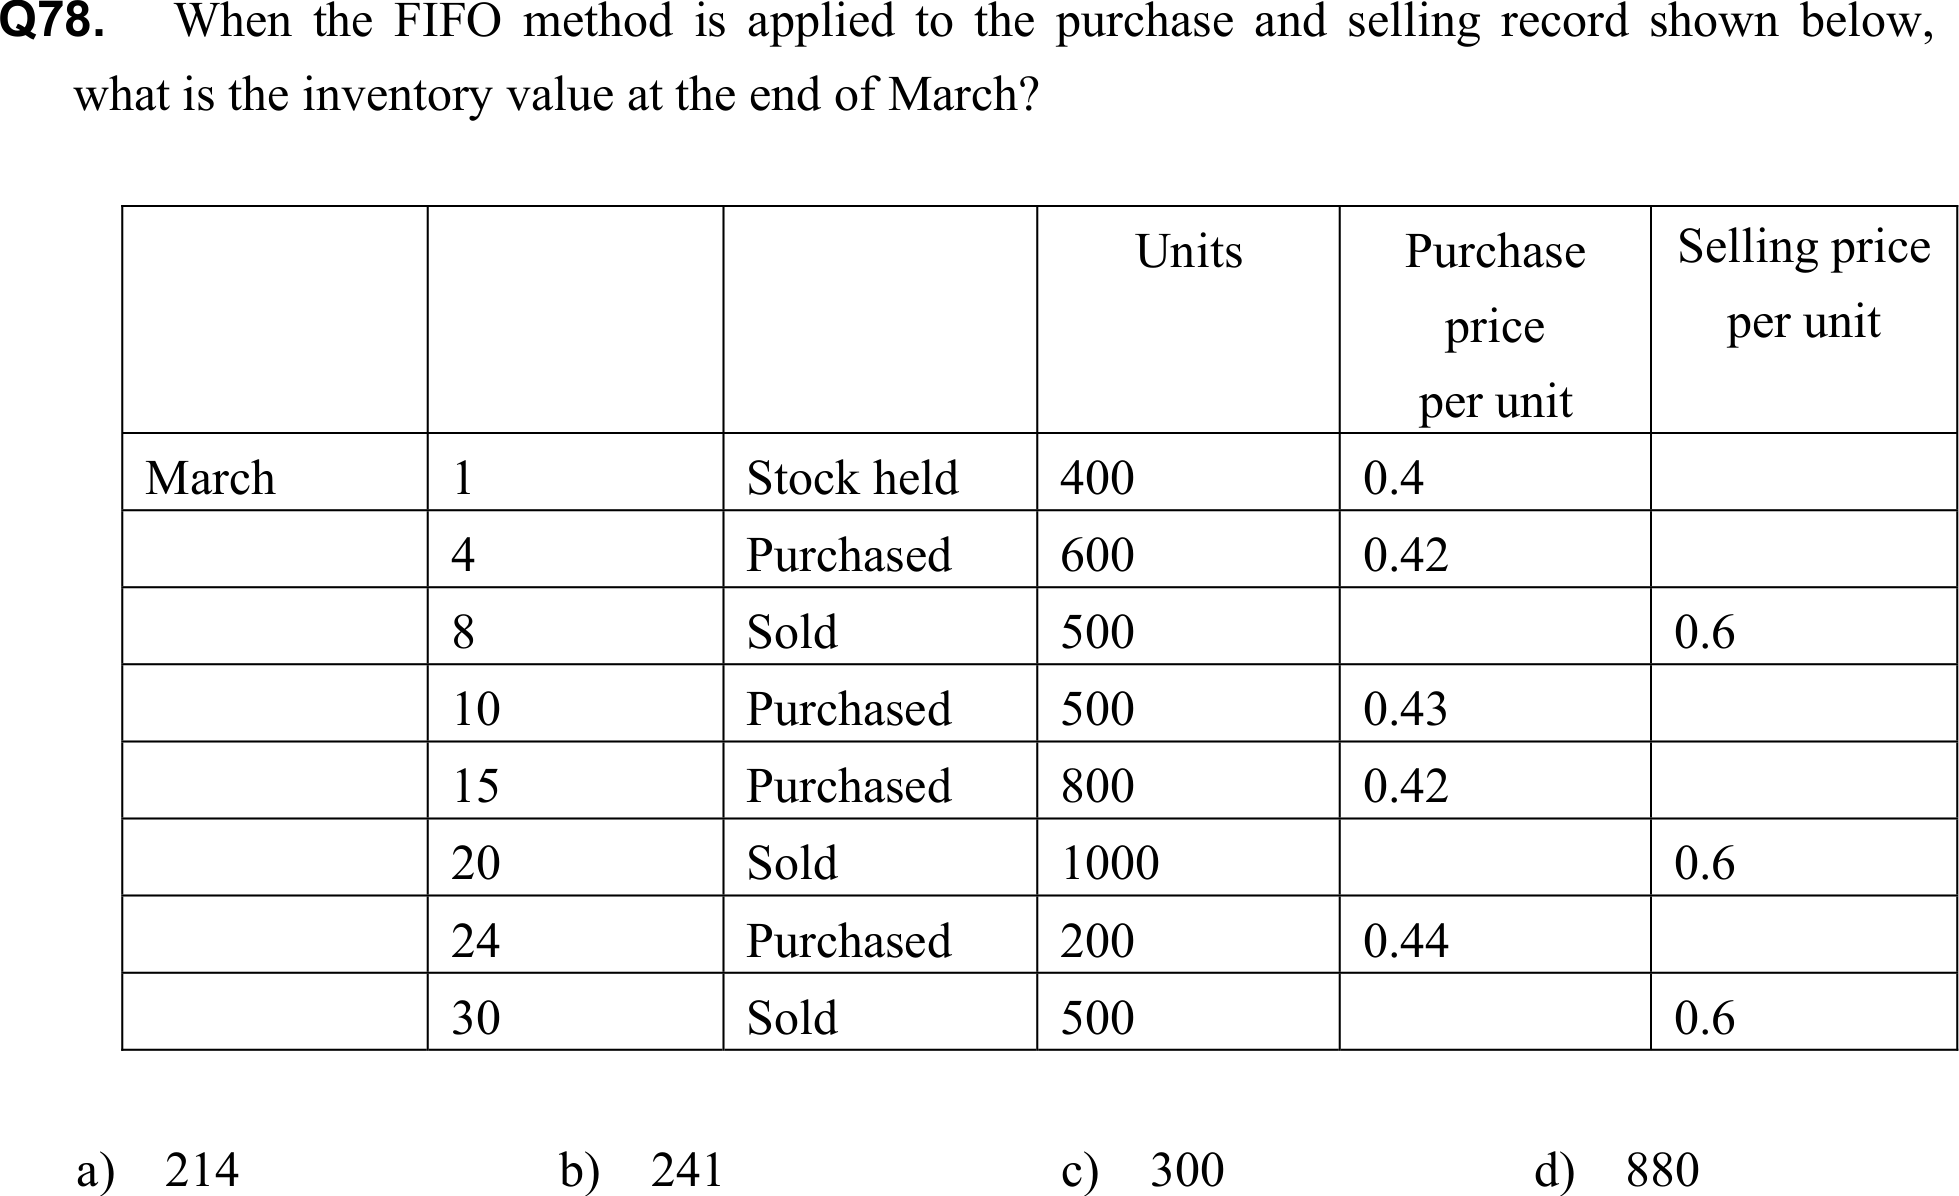 Q78. When the FIFO method is applied to the purchase and selling record shown below,
what is the inventory value at the end of March?
Units Purchase price per unit Selling price per unit
March 1 Stock held 400 0.4
4 Purchased 600 0.42
8 Sold 500 0.6
10 Purchased 500 0.43
15 Purchased 800 0.42
20 Sold 1000 0.6
24 Purchased 200 0.44
30 Sold 500 0.6
a) 214 b) 241 c) 300 d) 880